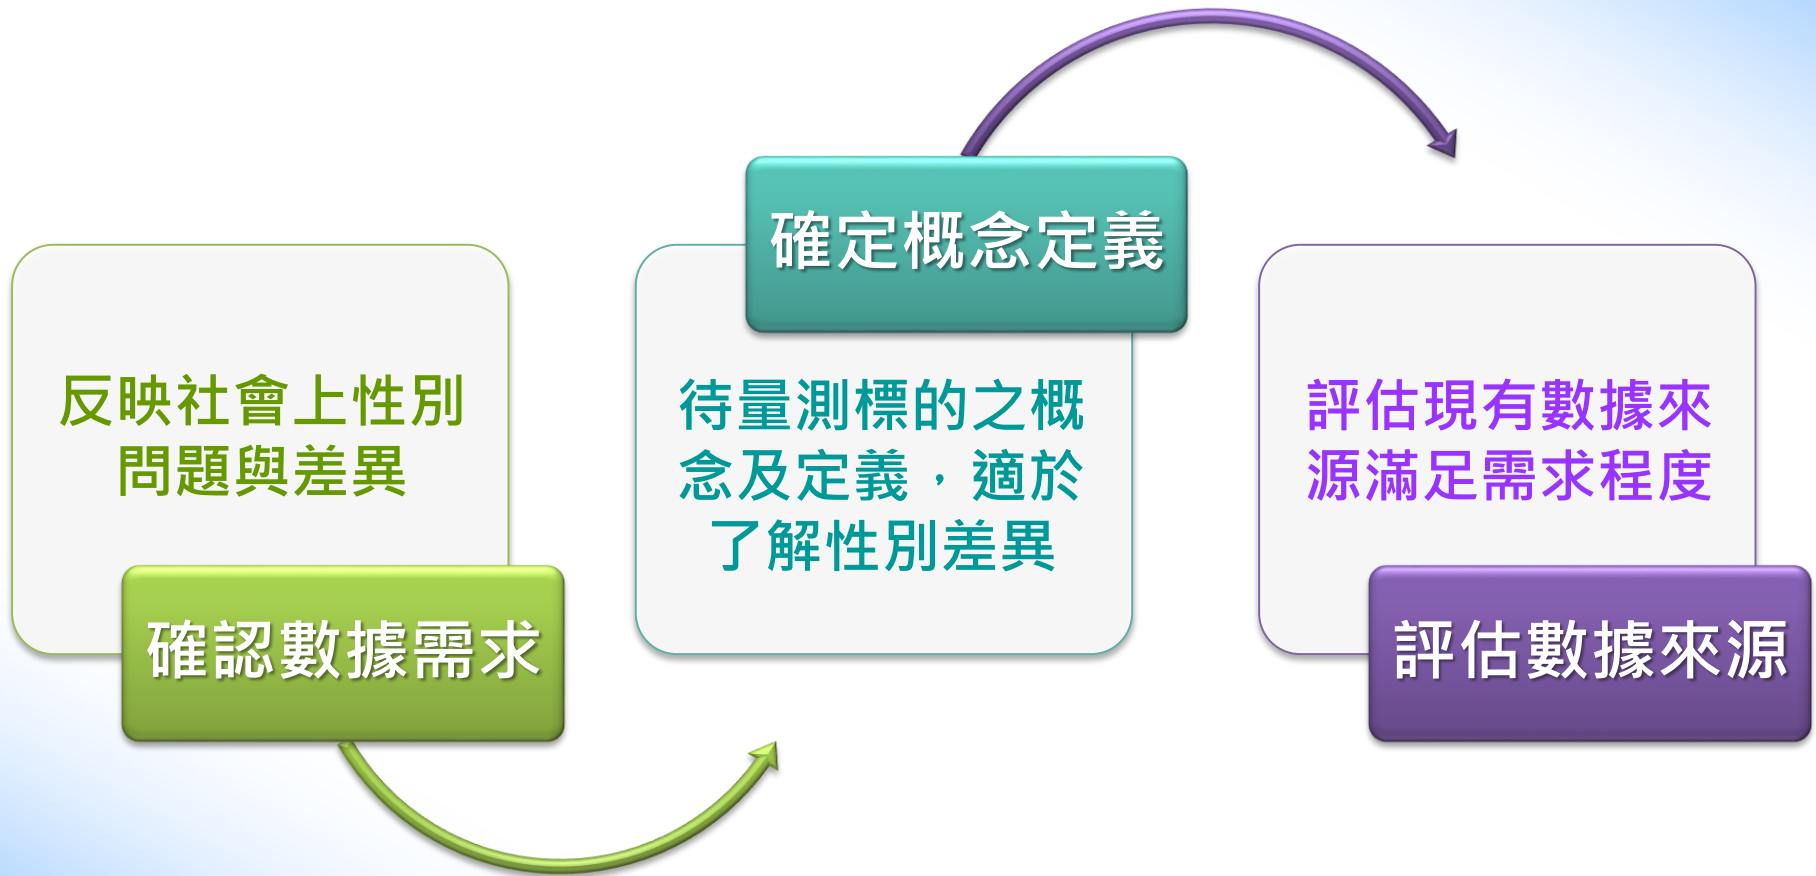 反映社會上性別
問題與差異
確認數據需求
確定概念定義
待量測標的之概
念及定義，適於
了解性別差異
評估現有數據來
源滿足需求程度
評估數據來源